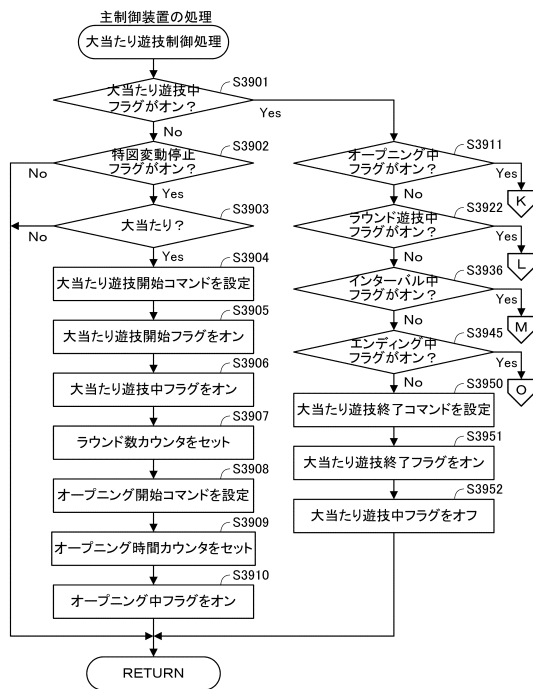 主制御装置の処理
大当たり遊技制御処理
S3901
大当たり遊技中
フラグがオン？
Yes
No
S3902
特図変動停止
フラグがオン？
No
Yes
S3903
大当たり？
No
Yes
S3904
大当たり遊技開始コマンドを設定
S3905
大当たり遊技開始フラグをオン
S3906
大当たり遊技中フラグをオン
S3907
ラウンド数カウンタをセット
S3908
オープニング開始コマンドを設定
S3909
オープニング時間カウンタをセット
S3910
オープニング中フラグをオン
S3911
オープニング中
フラグがオン？
Yes
K
No
S3922
ラウンド遊技中
フラグがオン？
Yes
L
No
S3936
インターバル中
フラグがオン？
Yes
M
No
S3945
エンディング中
フラグがオン？
Yes
O
No
S3950
大当たり遊技終了コマンドを設定
S3951
大当たり遊技終了フラグをオン
S3952
大当たり遊技中フラグをオフ
RETURN